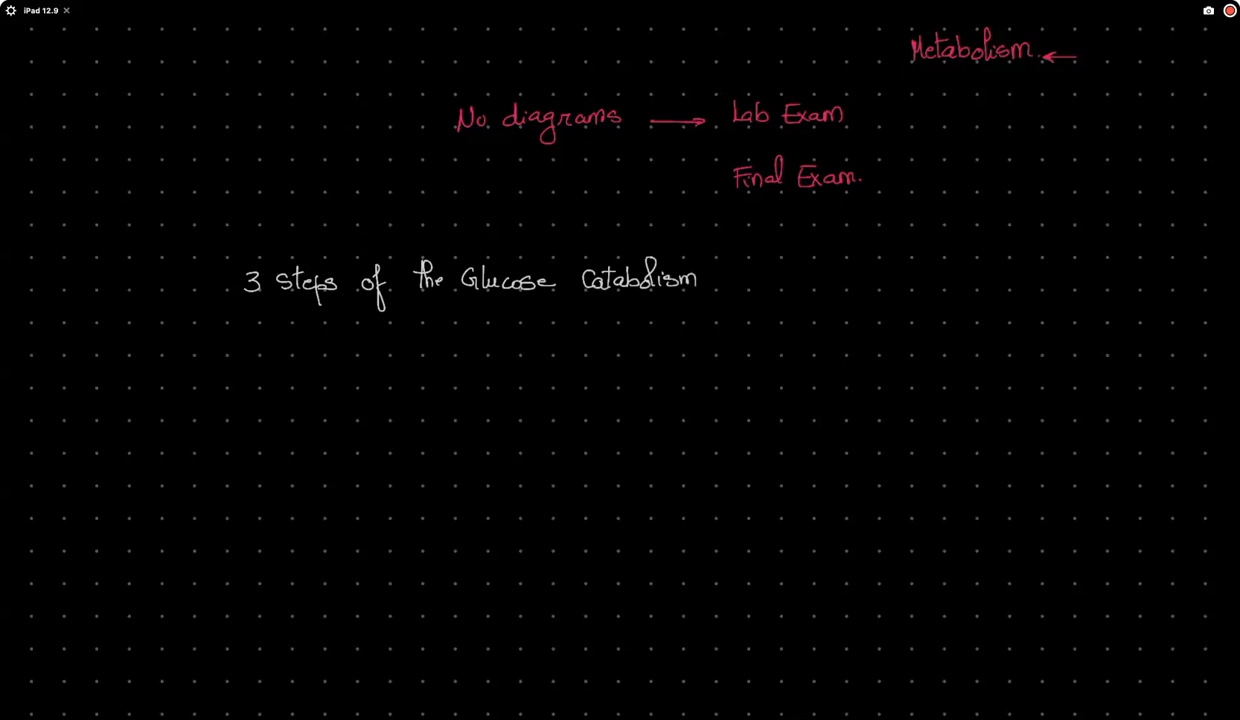 iPad 12.9
Metabolism ←
No diagrams → Lab Exam
Final Exam.
3 steps of the Glucose Catabolism